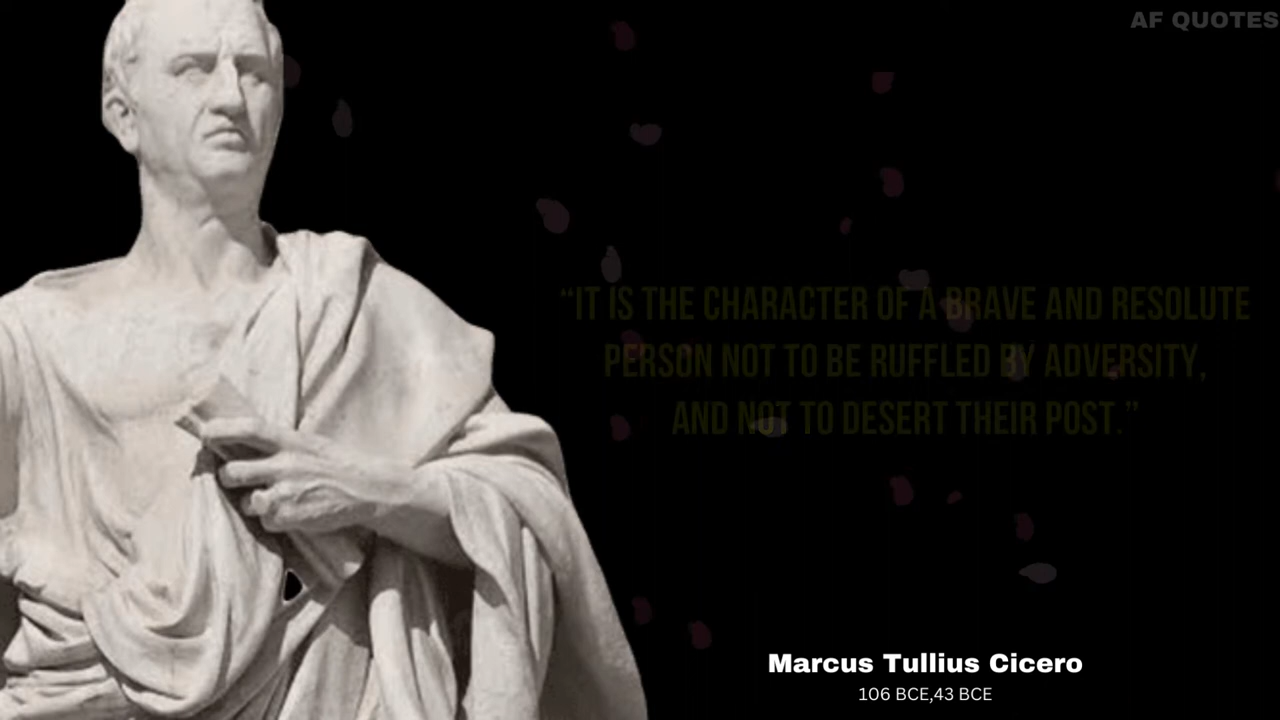 AF QUOTES
“IT IS THE CHARACTER OF A BRAVE AND RESOLUTE
PERSON NOT TO BE RUFFLED BY ADVERSITY,
AND NOT TO DESERT THEIR POST.”
Marcus Tullius Cicero
106 BCE,43 BCE